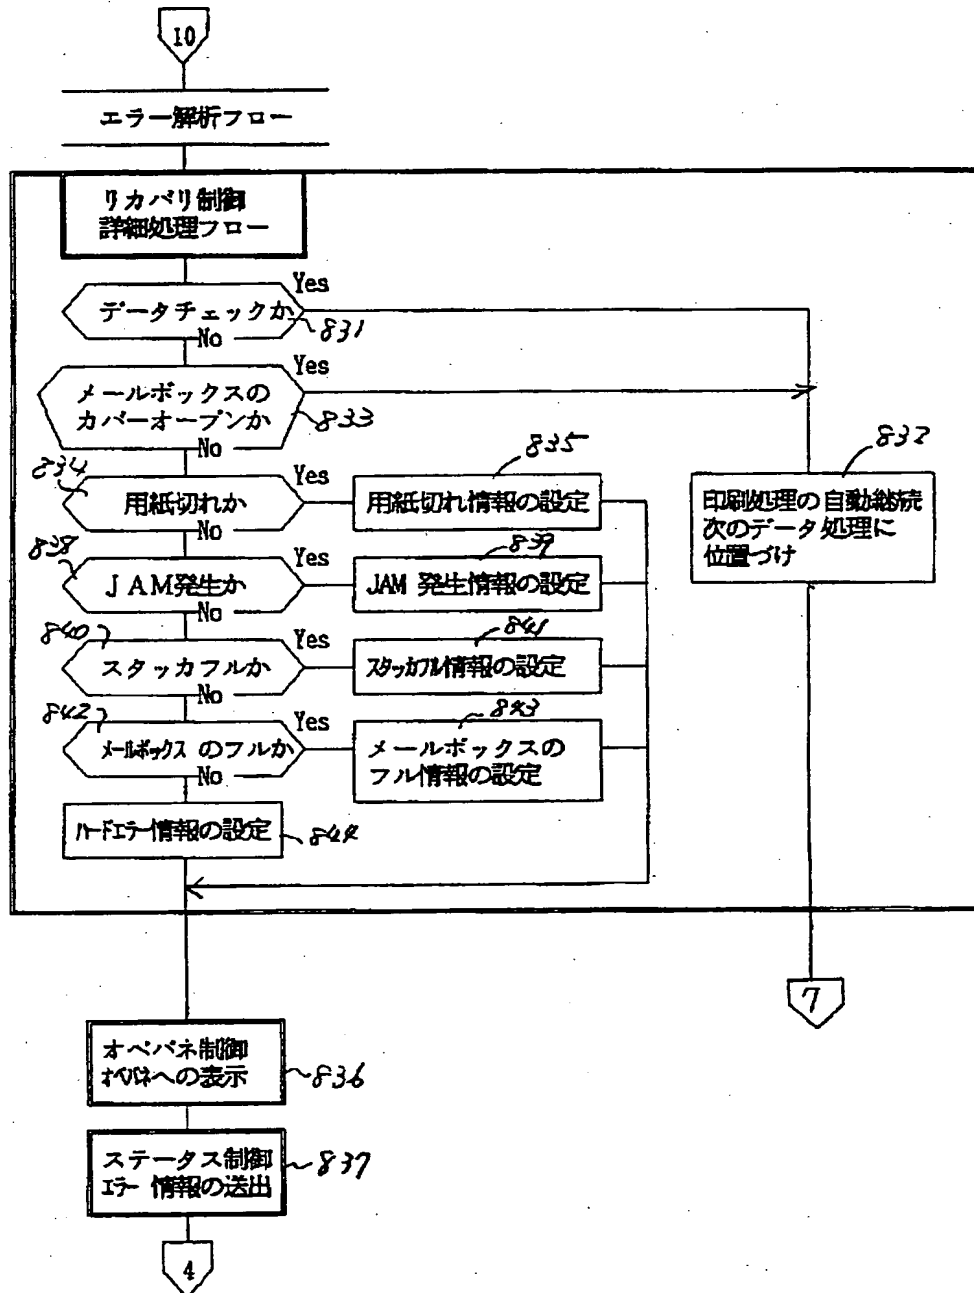 10
エラー解析フロー
リカバリ制御
詳細処理フロー
Yes
データチェックか
831
No
Yes
メールボックスの
カバーオープンか
833
No
834
用紙切れか
Yes
835
用紙切れ情報の設定
832
印刷処理の自動継続
次のデータ処理に
位置づけ
No
838
JAM発生か
Yes
839
JAM 発生情報の設定
No
840
スタッカフルか
Yes
841
スタッカフル情報の設定
No
842
メールボックス のフルか
Yes
843
メールボックスの
フル情報の設定
No
ハードエラー情報の設定
844
7
オペパネ制御
オペパネへの表示
836
ステータス制御
エラー 情報の送出
837
4